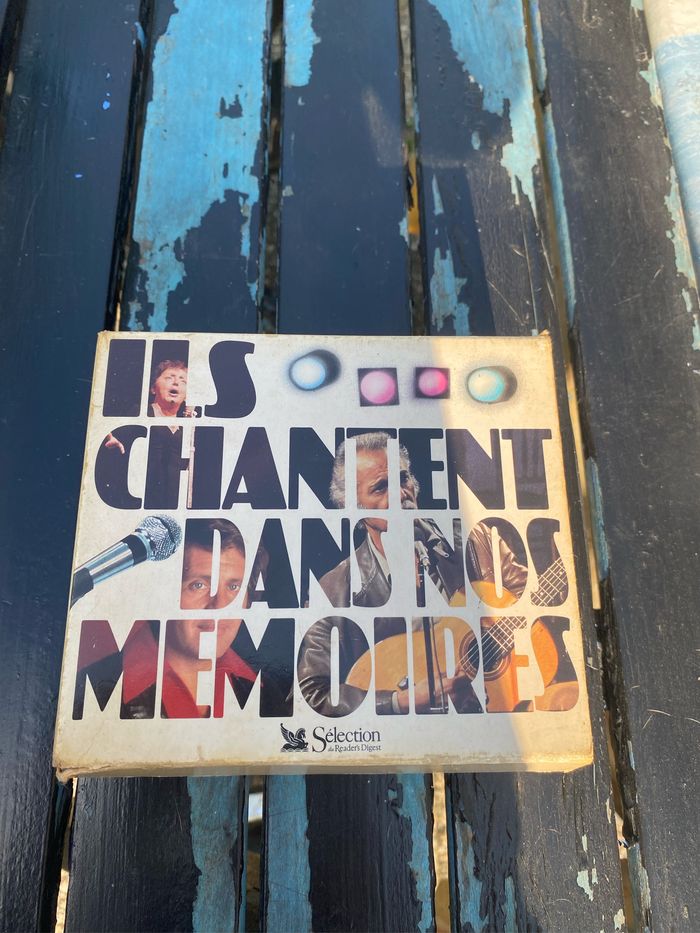 ILS
CHANTENT
DANS NOS
MEMOIRES
Sélection
du Reader's Digest